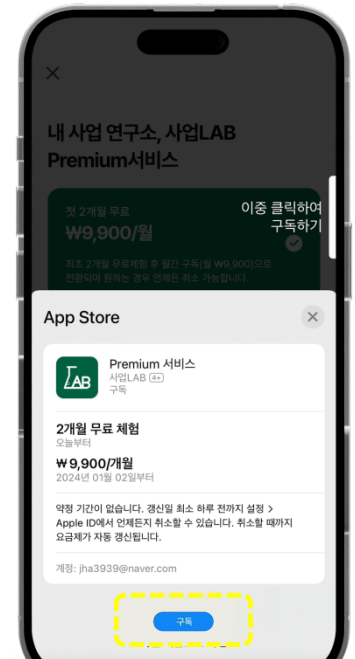 내 사업 연구소, 사업LAB
Premium서비스
첫 2개월 무료
₩9,900/월
최초 2개월 무료체험 후 월간 구독(월 ₩9,900)으로
전환되며 원하는 경우 언제든 취소 가능합니다.
이중 클릭하여
구독하기
App Store
LAB
Premium 서비스
사업LAB 4+
구독
2개월 무료 체험
오늘부터
₩9,900/개월
2024년 01월 02일부터
약정 기간이 없습니다. 갱신일 최소 하루 전까지 설정 >
Apple ID에서 언제든지 취소할 수 있습니다. 취소할 때까지
요금제가 자동 갱신됩니다.
계정: jha3939@naver.com
구독